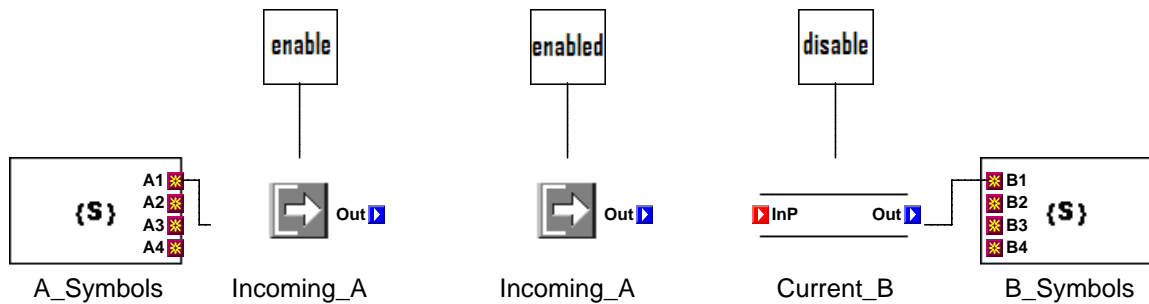 enable
enabled
disable
A1
A2
A3
A4
{S}
Out
Out
InP
Out
B1
B2
B3
B4
{S}
A_Symbols
Incoming_A
Incoming_A
Current_B
B_Symbols